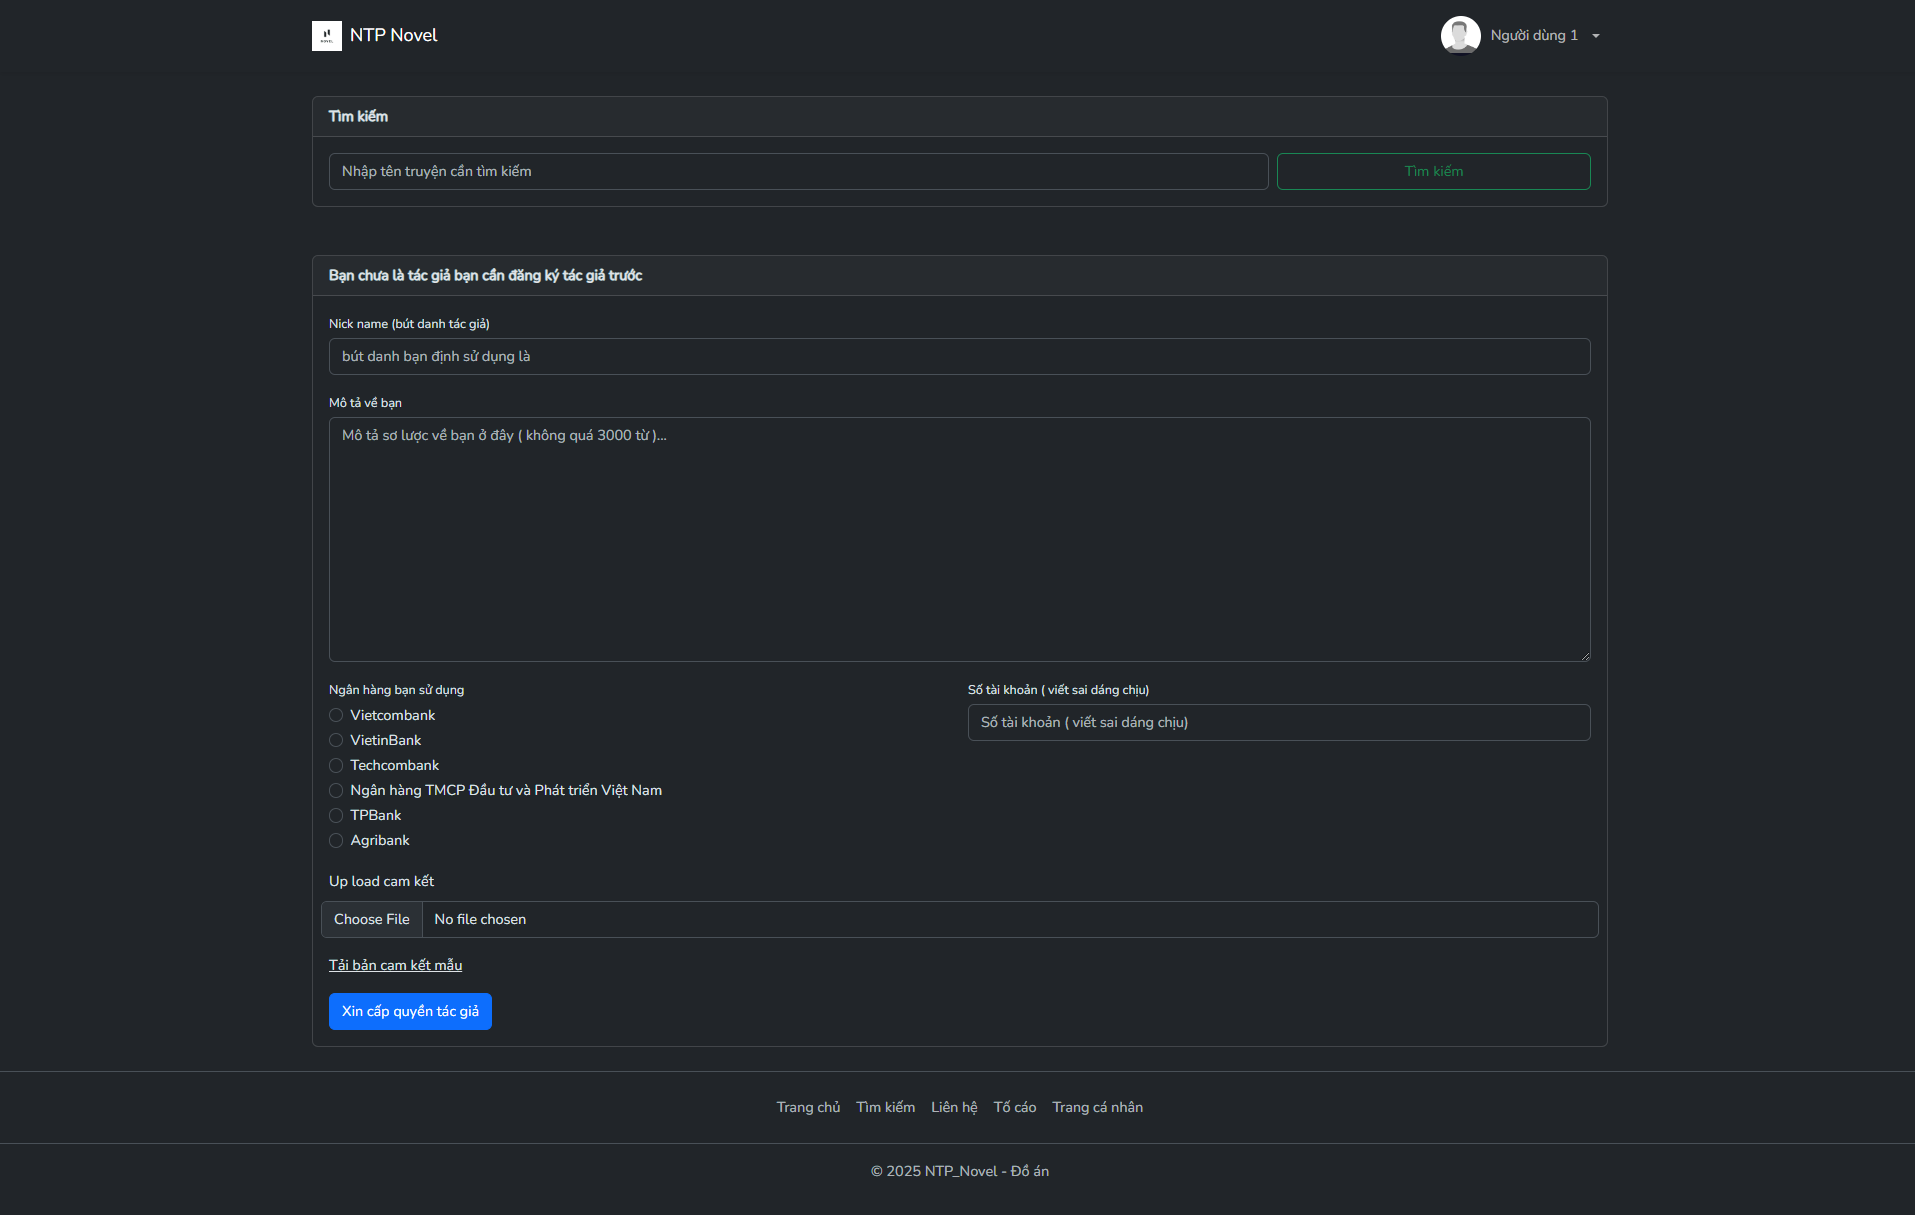 NTP Novel
Người dùng 1
Tìm kiếm
Nhập tên truyện cần tìm kiếm
Tìm kiếm
Bạn chưa là tác giả bạn cần đăng ký tác giả trước
Nick name (bút danh tác giả)
bút danh bạn định sử dụng là
Mô tả về bạn
Mô tả sơ lược về bạn ở đây ( không quá 3000 từ )...
Ngân hàng bạn sử dụng
Vietcombank
VietinBank
Techcombank
Ngân hàng TMCP Đầu tư và Phát triển Việt Nam
TPBank
Agribank
Số tài khoản ( viết sai dáng chịu)
Số tài khoản ( viết sai dáng chịu)
Up load cam kết
Choose File No file chosen
Tải bản cam kết mẫu
Xin cấp quyền tác giả
Trang chủ Tìm kiếm Liên hệ Tố cáo Trang cá nhân
© 2025 NTP_Novel - Đồ án